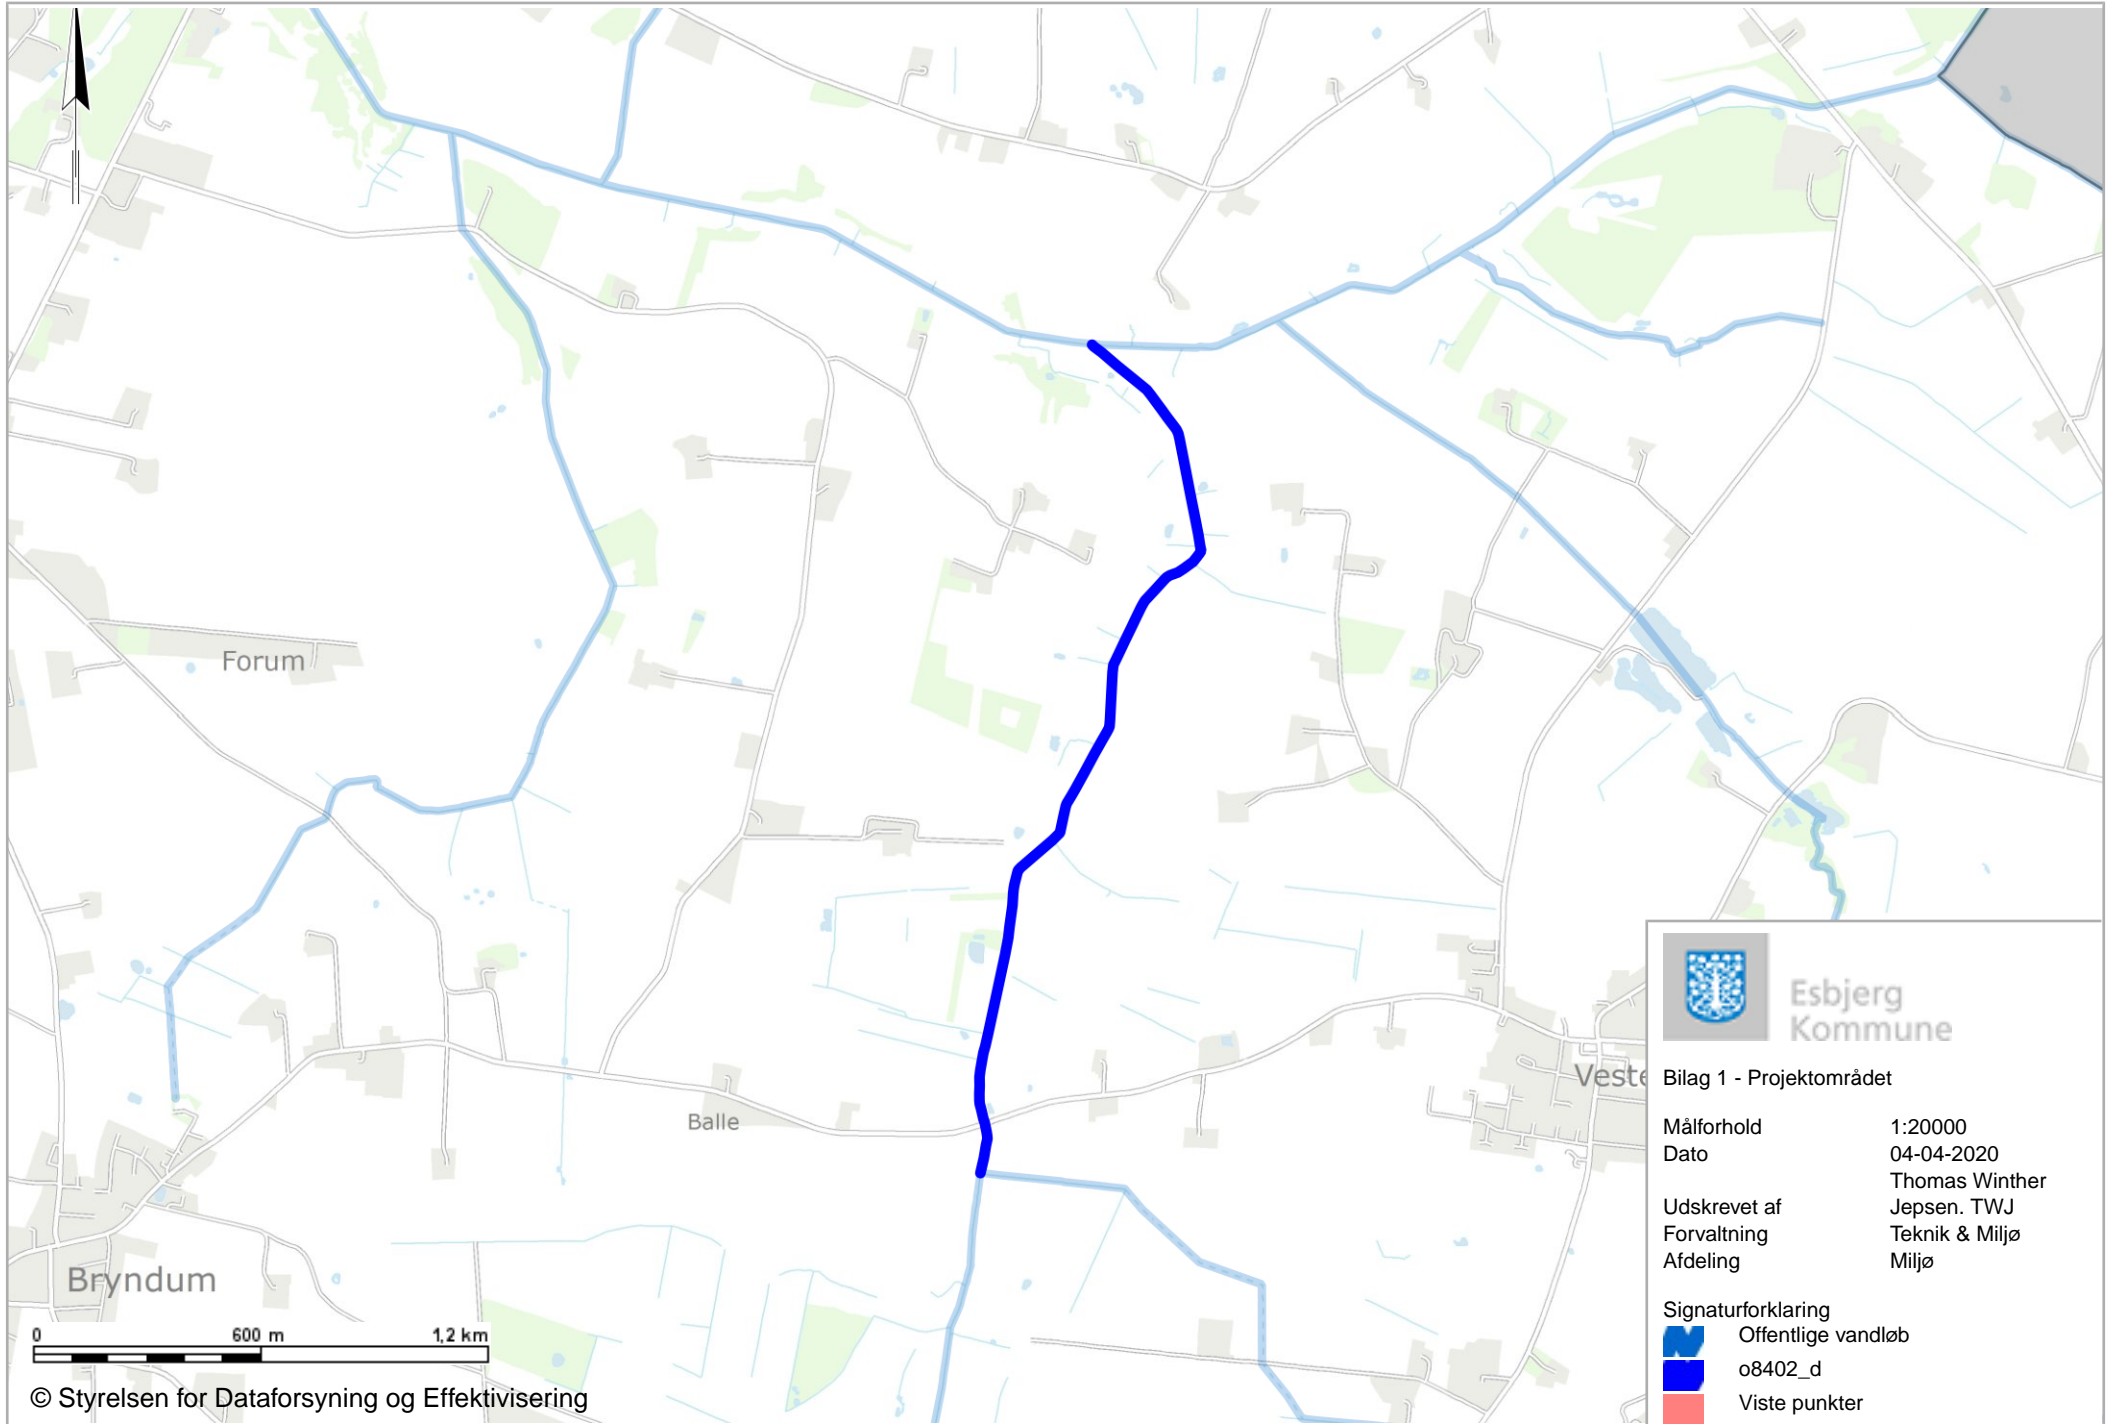 Forum
Balle
Veste
Bryndum
0 600 m 1,2 km
© Styrelsen for Dataforsyning og Effektivisering
Esbjerg
Kommune
Bilag 1 - Projektområdet
Målforhold 1:20000
Dato 04-04-2020
Thomas Winther
Udskrevet af Jepsen. TWJ
Forvaltning Teknik & Miljø
Afdeling Miljø
Signaturforklaring
Offentlige vandløb
o8402_d
Viste punkter